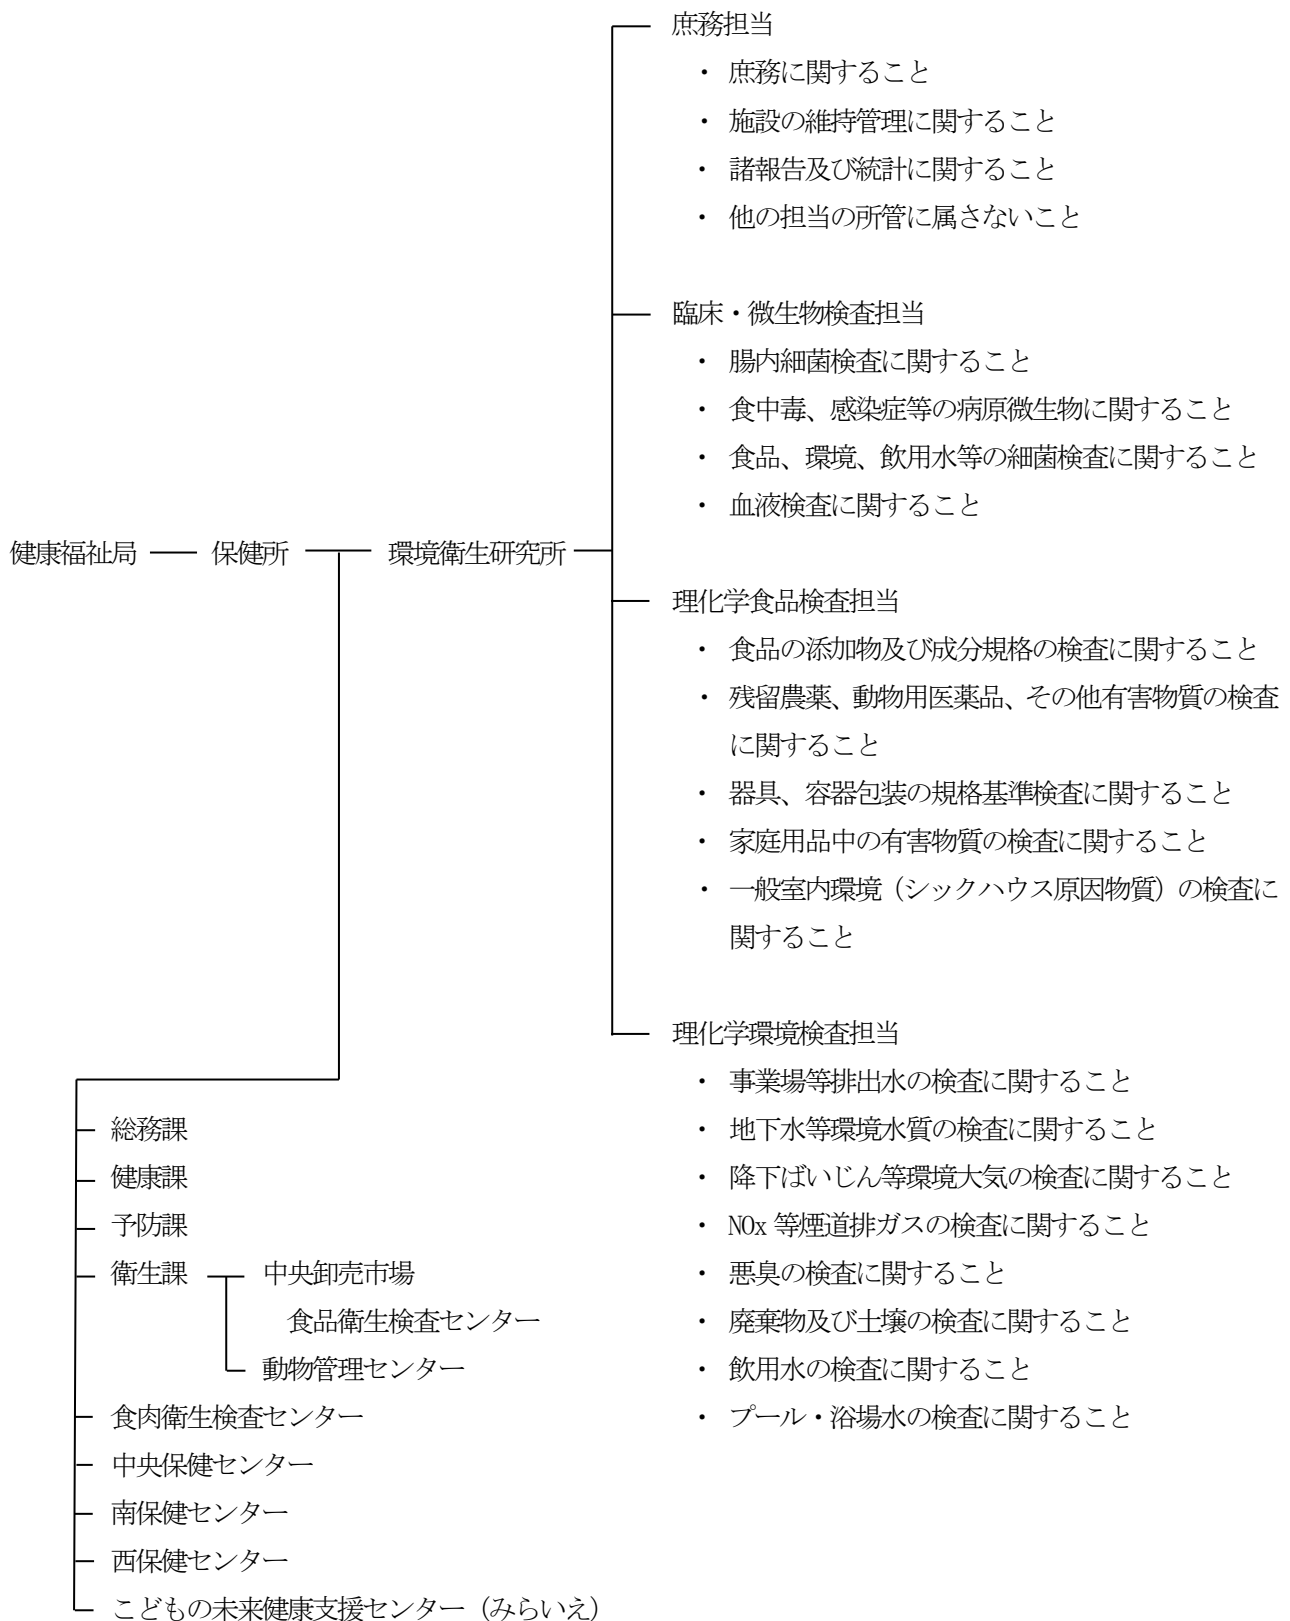 庶務担当
・ 庶務に関すること
・ 施設の維持管理に関すること
・ 諸報告及び統計に関すること
・ 他の担当の所管に属さないこと
臨床・微生物検査担当
・ 腸内細菌検査に関すること
・ 食中毒、感染症等の病原微生物に関すること
・ 食品、環境、飲用水等の細菌検査に関すること
・ 血液検査に関すること
健康福祉局 保健所 環境衛生研究所
理化学食品検査担当
・ 食品の添加物及び成分規格の検査に関すること
・ 残留農薬、動物用医薬品、その他有害物質の検査
に関すること
・ 器具、容器包装の規格基準検査に関すること
・ 家庭用品中の有害物質の検査に関すること
・ 一般室内環境（シックハウス原因物質）の検査に
関すること
理化学環境検査担当
・ 事業場等排出水の検査に関すること
・ 地下水等環境水質の検査に関すること
・ 降下ばいじん等環境大気の検査に関すること
・ NOx 等煙道排ガスの検査に関すること
・ 悪臭の検査に関すること
・ 廃棄物及び土壌の検査に関すること
・ 飲用水の検査に関すること
・ プール・浴場水の検査に関すること
総務課
健康課
予防課
衛生課 中央卸売市場
食品衛生検査センター
動物管理センター
食肉衛生検査センター
中央保健センター
南保健センター
西保健センター
こどもの未来健康支援センター（みらいえ）